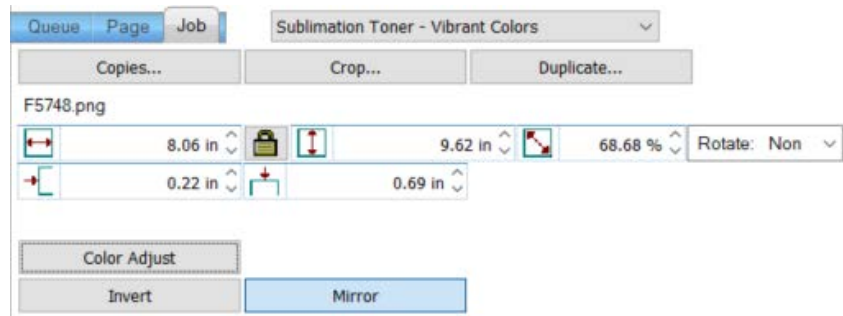 Queue Page Job Sublimation Toner - Vibrant Colors
Copies... Crop... Duplicate...
F5748.png
8.06 in 9.62 in 68.68 % Rotate: Non
0.22 in 0.69 in
Color Adjust
Invert Mirror